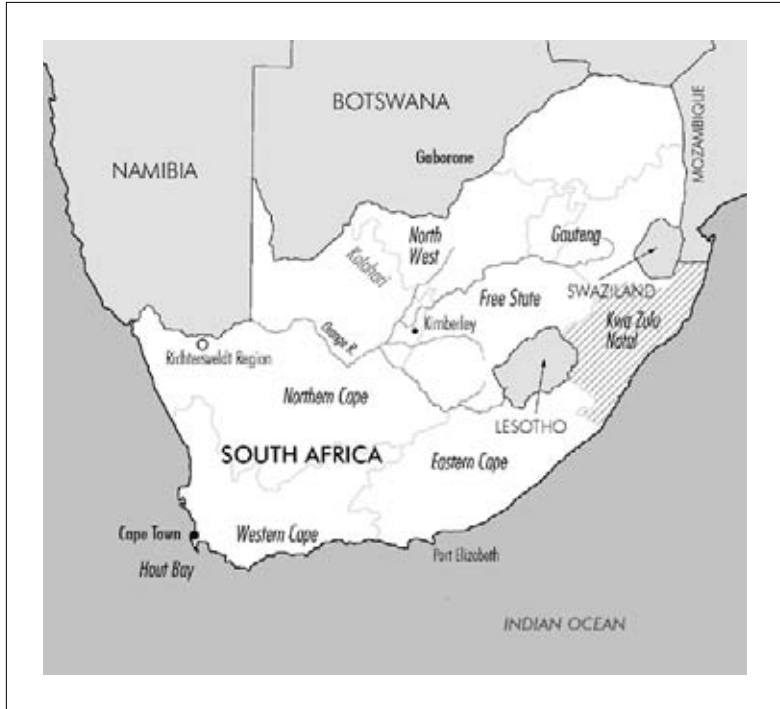 BOTSWANA
MOZAMBIQUE
Gaborone
NAMIBIA
North
West
Gauteng
Kalahari
SWAZILAND
Free State
Kwa Zulu
Natal
Orange R.
Kimberley
Richtersveldt Region
Northern Cape
LESOTHO
SOUTH AFRICA
Eastern Cape
Cape Town
Western Cape
Port Elizabeth
Hout Bay
INDIAN OCEAN